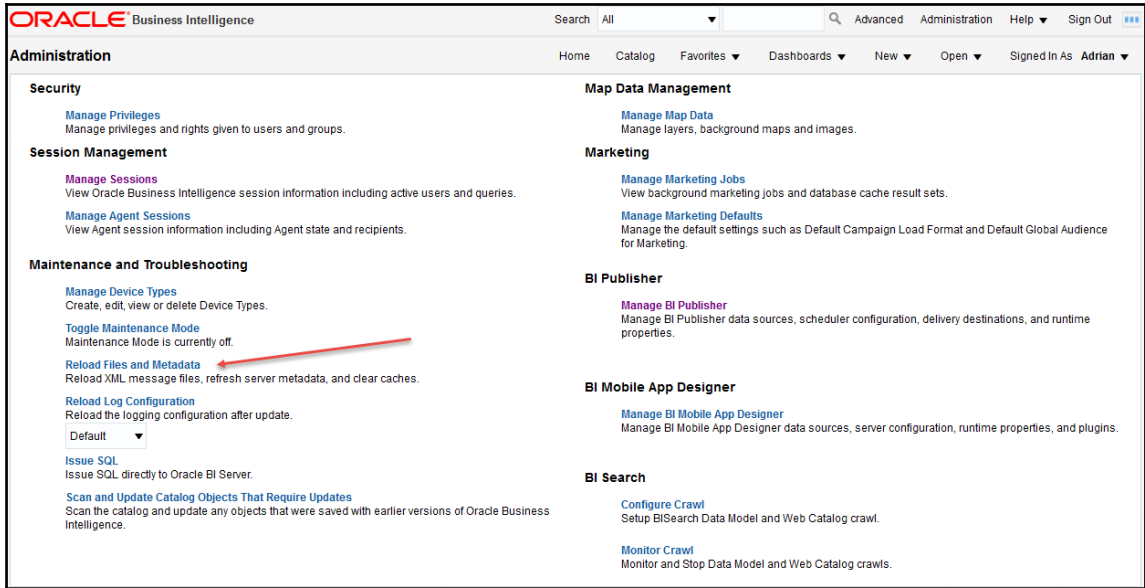 ORACLE Business Intelligence
Search All Advanced Administration Help Sign Out
Administration
Home Catalog Favorites Dashboards New Open Signed In As Adrian
Security
Manage Privileges
Manage privileges and rights given to users and groups.
Session Management
Manage Sessions
View Oracle Business Intelligence session information including active users and queries.
Manage Agent Sessions
View Agent session information including Agent state and recipients.
Maintenance and Troubleshooting
Manage Device Types
Create, edit, view or delete Device Types.
Toggle Maintenance Mode
Maintenance Mode is currently off.
Reload Files and Metadata
Reload XML message files, refresh server metadata, and clear caches.
Reload Log Configuration
Reload the logging configuration after update.
Default
Issue SQL
Issue SQL directly to Oracle BI Server.
Scan and Update Catalog Objects That Require Updates
Scan the catalog and update any objects that were saved with earlier versions of Oracle Business
Intelligence.
Map Data Management
Manage Map Data
Manage layers, background maps and images.
Marketing
Manage Marketing Jobs
View background marketing jobs and database cache result sets.
Manage Marketing Defaults
Manage the default settings such as Default Campaign Load Format and Default Global Audience
for Marketing.
BI Publisher
Manage BI Publisher
Manage BI Publisher data sources, scheduler configuration, delivery destinations, and runtime
properties.
BI Mobile App Designer
Manage BI Mobile App Designer
Manage BI Mobile App Designer data sources, server configuration, runtime properties, and plugins.
BI Search
Configure Crawl
Setup BISearch Data Model and Web Catalog crawl.
Monitor Crawl
Monitor and Stop Data Model and Web Catalog crawls.